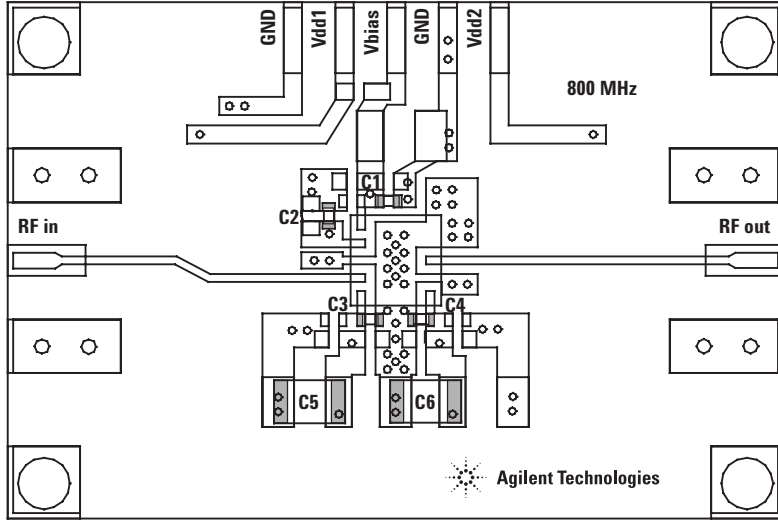 GND
Vdd1
Vbias
GND
Vdd2
800 MHz
C1
C2
RF in
RF out
C3
C4
C5
C6
Agilent Technologies